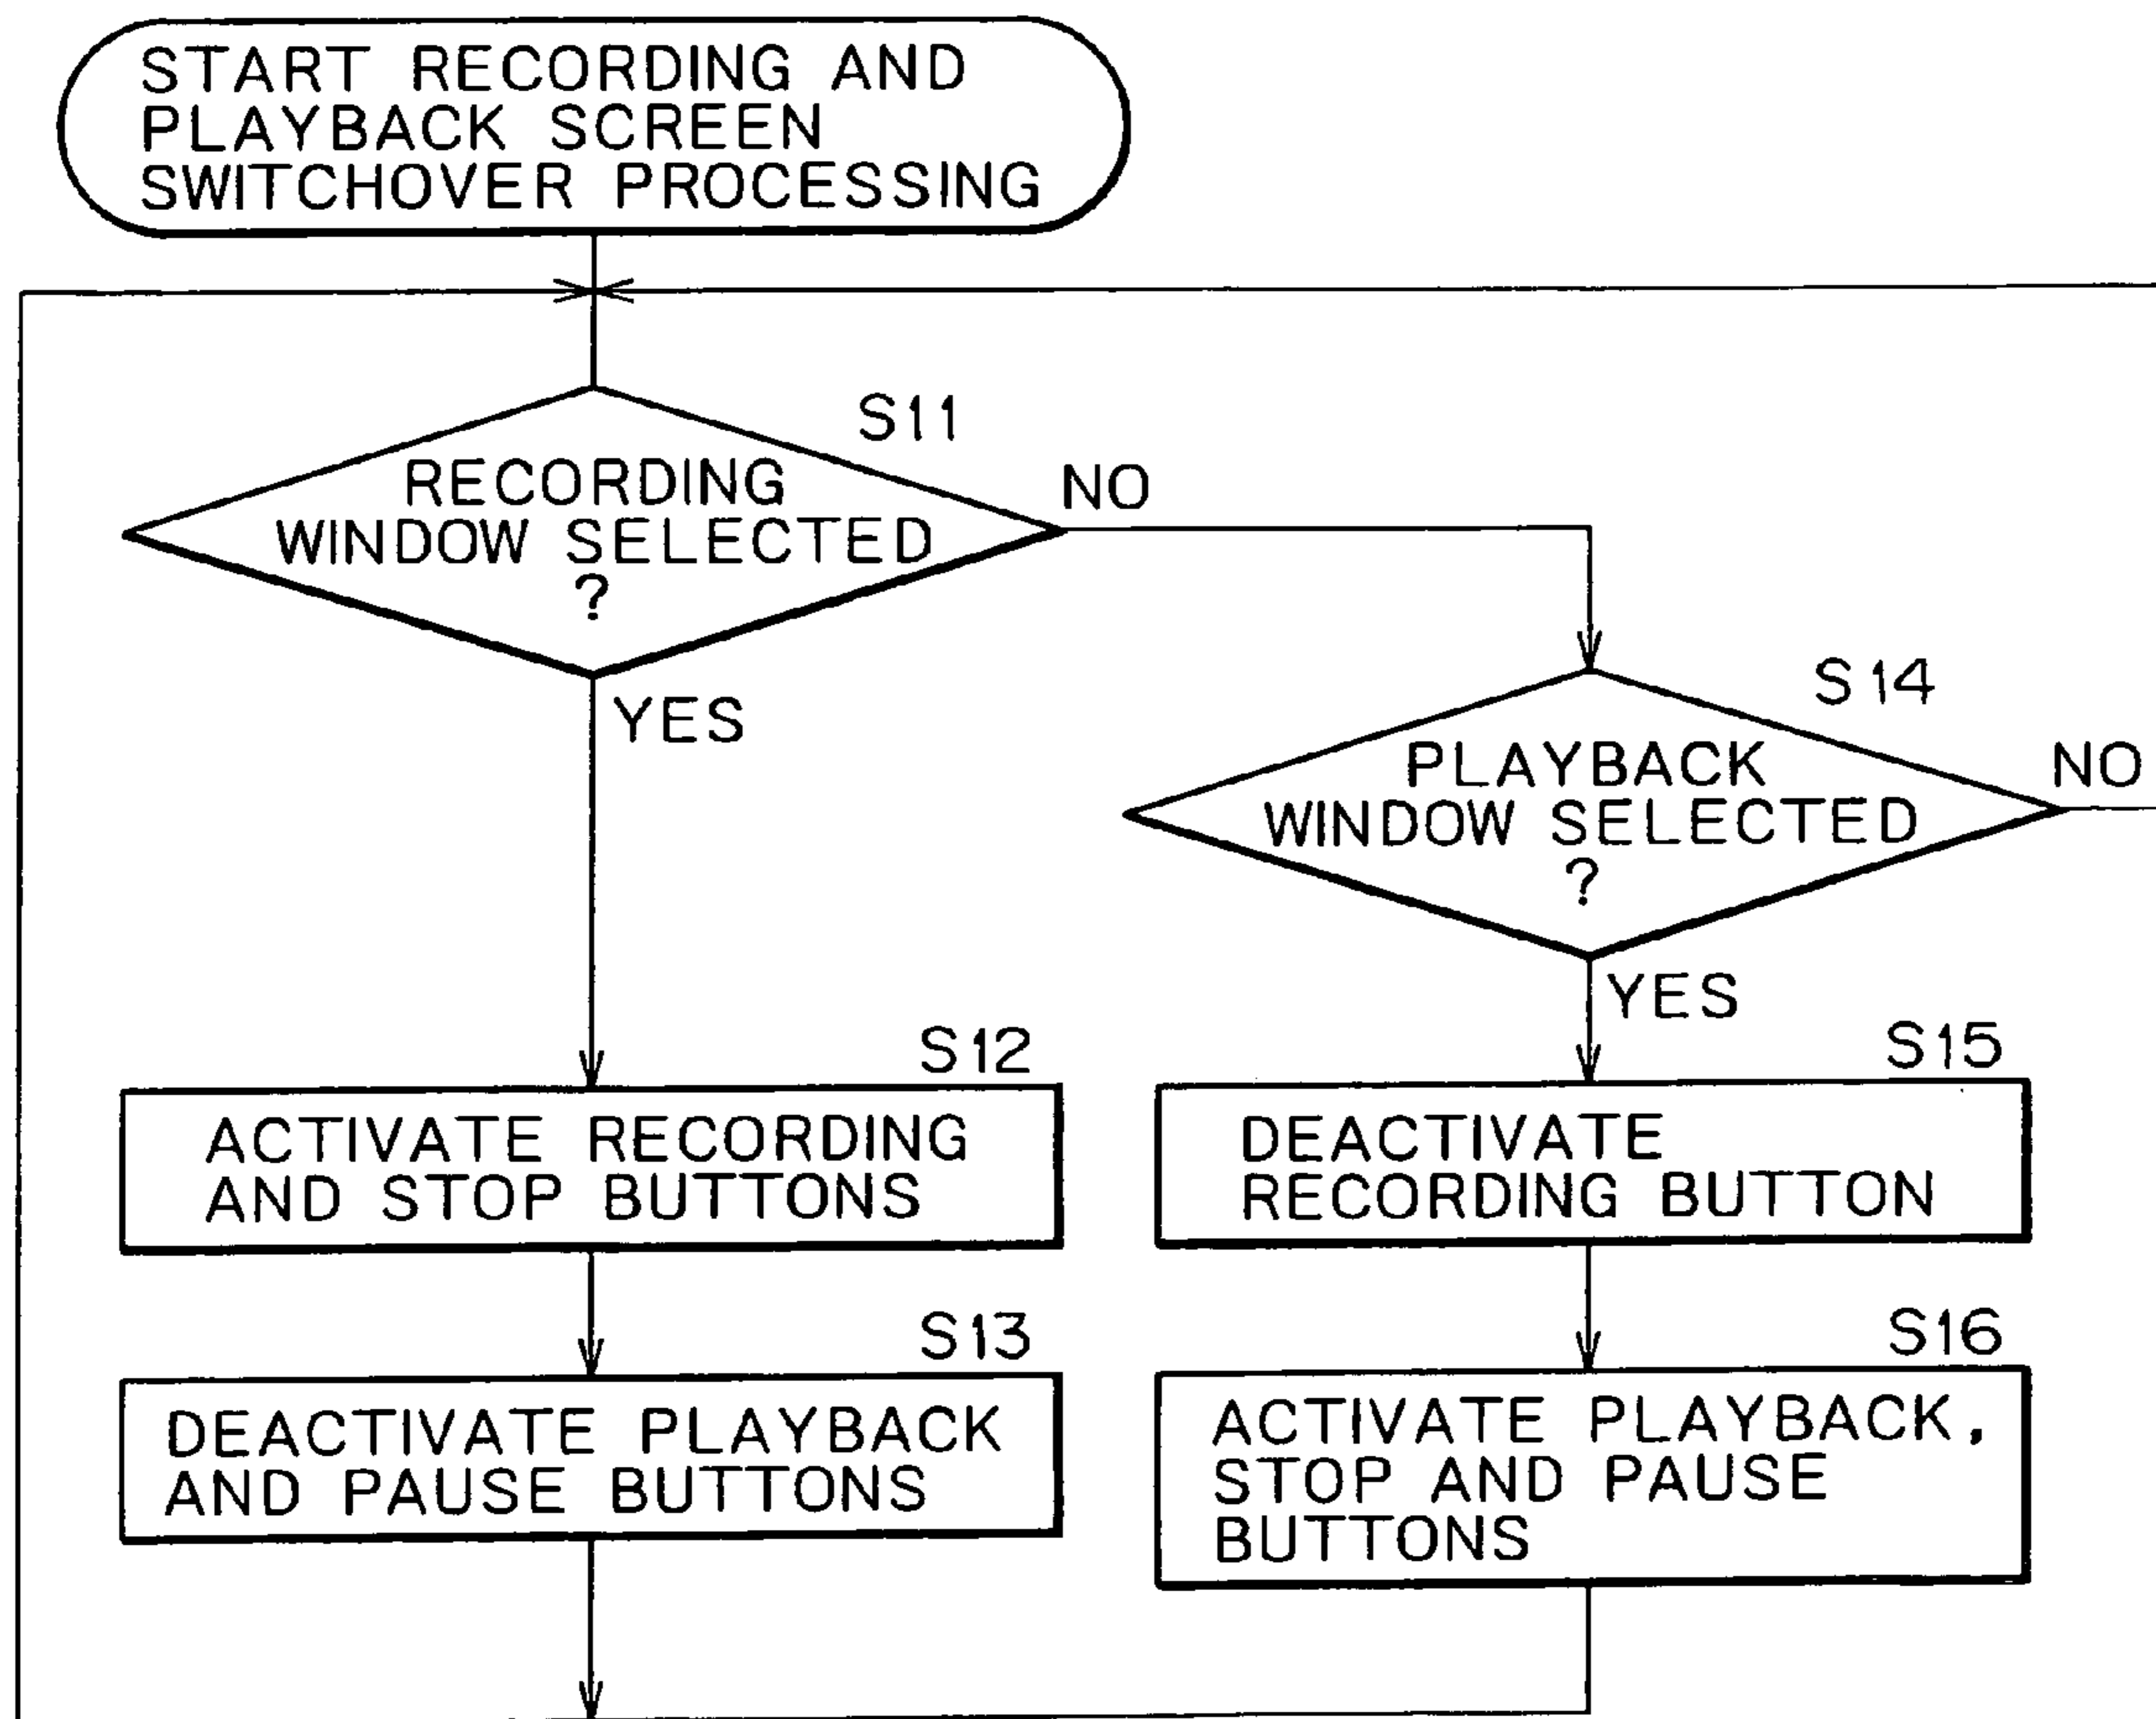 START RECORDING AND
PLAYBACK SCREEN
SWITCHOVER PROCESSING
S11
RECORDING
WINDOW SELECTED
?
NO
YES
S14
PLAYBACK
WINDOW SELECTED
?
NO
YES
S12
ACTIVATE RECORDING
AND STOP BUTTONS
S15
DEACTIVATE
RECORDING BUTTON
S13
DEACTIVATE PLAYBACK
AND PAUSE BUTTONS
S16
ACTIVATE PLAYBACK,
STOP AND PAUSE
BUTTONS